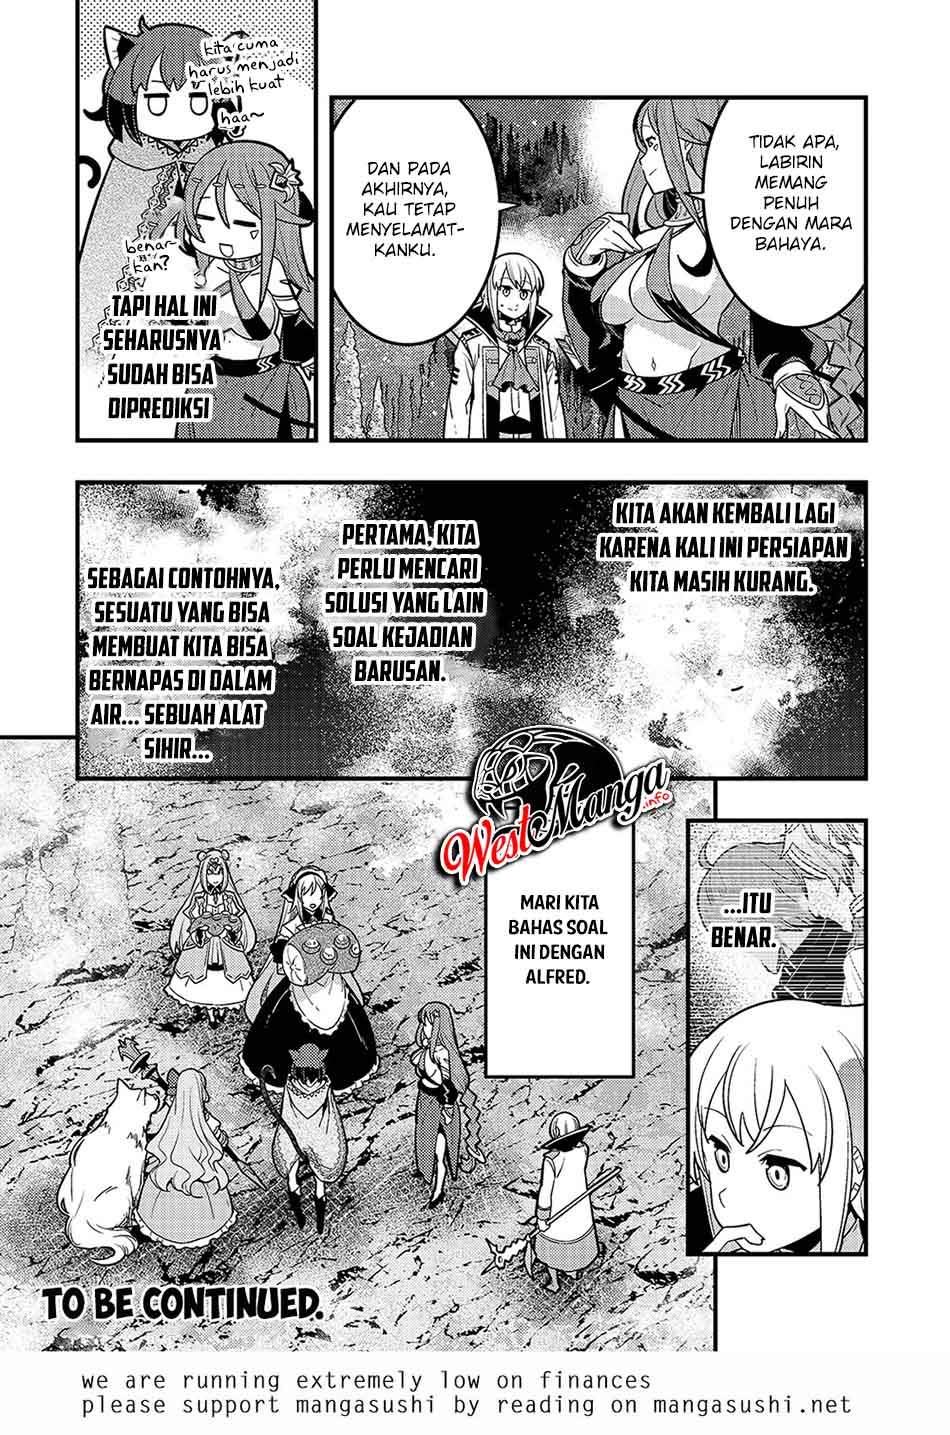 TIDAK APA,
LABIRIN
MEMANG
PENUH
DENGAN MARA
BAHAYA.
DAN PADA
AKHIRNYA,
KAU TETAP
MENYELAMAT-
KANKU.
kita cuma
harus menjadi
lebih kuat
haa~
benar-
kan?
TAPI HAL INI
SEHARUSNYA
SUDAH BISA
DIPREDIKSI
KITA AKAN KEMBALI LAGI
KARENA KALI INI PERSIAPAN
KITA MASIH KURANG.
PERTAMA, KITA
PERLU MENCARI
SOLUSI YANG LAIN
SOAL KEJADIAN
BARUSAN.
SEBAGAI CONTOHNYA,
SESUATU YANG BISA
MEMBUAT KITA BISA
BERNAPAS DI DALAM
AIR... SEBUAH ALAT
SIHIR...
WestManga
.info
...ITU
BENAR.
MARI KITA
BAHAS SOAL
INI DENGAN
ALFRED.
TO BE CONTINUED.
we are running extremely low on finances
please support mangasushi by reading on mangasushi.net